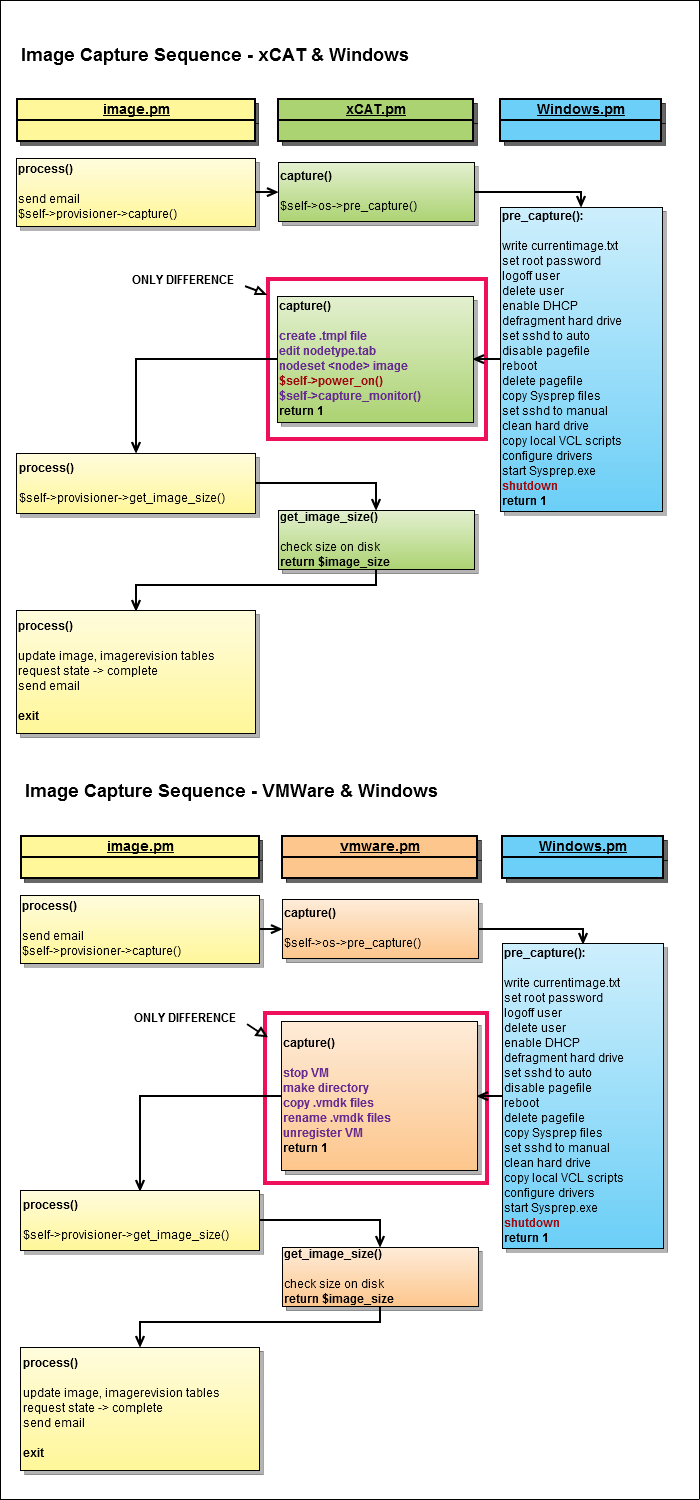 Image Capture Sequence - xCAT & Windows
image.pm
xCAT.pm
Windows.pm
process()
send email
$self->provisioner->capture()
capture()
$self->os->pre_capture()
pre_capture():
write currentimage.txt
set root password
logoff user
delete user
enable DHCP
defragment hard drive
set sshd to auto
disable pagefile
reboot
delete pagefile
copy Sysprep files
set sshd to manual
clean hard drive
copy local VCL scripts
configure drivers
start Sysprep.exe
shutdown
return 1
ONLY DIFFERENCE
capture()
create .tmpl file
edit nodetype.tab
nodeset <node> image
$self->power_on()
$self->capture_monitor()
return 1
process()
$self->provisioner->get_image_size()
get_image_size()
check size on disk
return $image_size
process()
update image, imagerevision tables
request state -> complete
send email
exit
Image Capture Sequence - VMWare & Windows
image.pm
vmware.pm
Windows.pm
process()
send email
$self->provisioner->capture()
capture()
$self->os->pre_capture()
pre_capture():
write currentimage.txt
set root password
logoff user
delete user
enable DHCP
defragment hard drive
set sshd to auto
disable pagefile
reboot
delete pagefile
copy Sysprep files
set sshd to manual
clean hard drive
copy local VCL scripts
configure drivers
start Sysprep.exe
shutdown
return 1
ONLY DIFFERENCE
capture()
stop VM
make directory
copy .vmdk files
rename .vmdk files
unregister VM
return 1
process()
$self->provisioner->get_image_size()
get_image_size()
check size on disk
return $image_size
process()
update image, imagerevision tables
request state -> complete
send email
exit